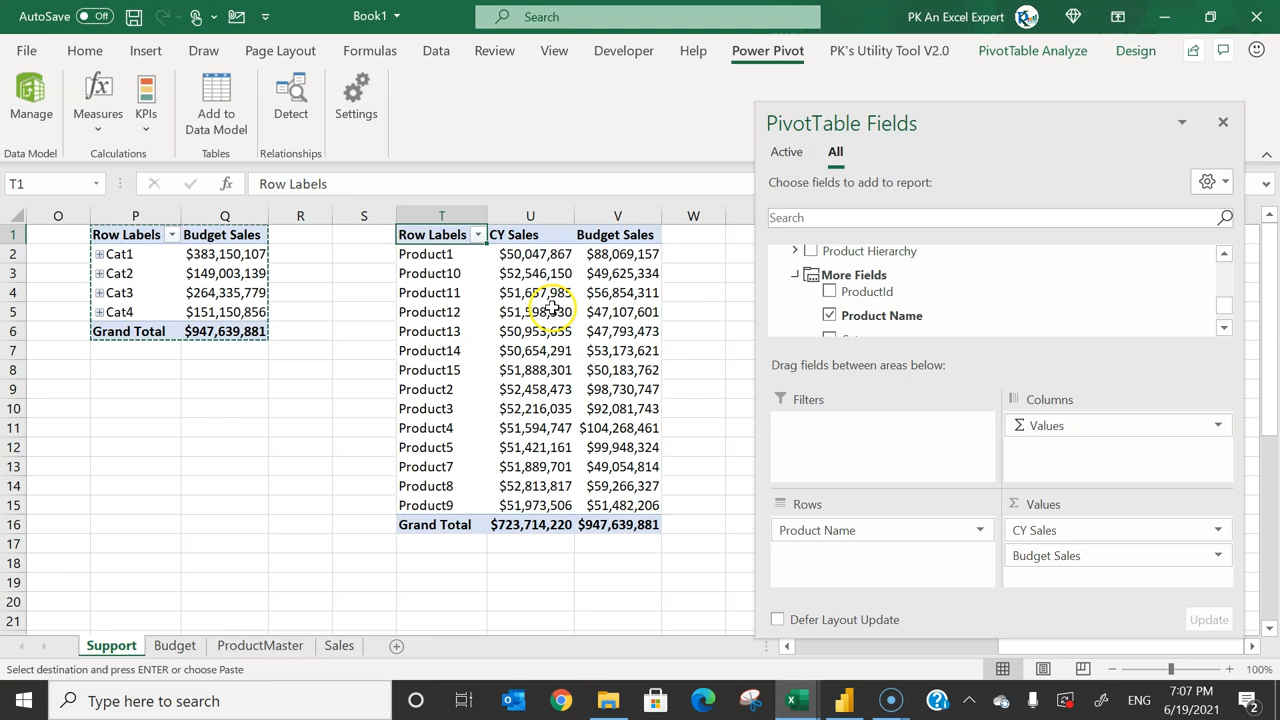 AutoSave Off Book1 Search PK An Excel Expert
File Home Insert Draw Page Layout Formulas Data Review View Developer Help Power Pivot PK's Utility Tool V2.0 PivotTable Analyze Design
Manage Measures KPIs Add to Data Model Detect Settings
Data Model Calculations Tables Relationships
T1 fx Row Labels
O P Q R S T U V W
1 Row Labels Budget Sales Row Labels CY Sales Budget Sales
2 Cat1 $383,150,107 Product1 $50,047,867 $88,069,157
3 Cat2 $149,003,139 Product10 $52,546,150 $49,625,334
4 Cat3 $264,335,779 Product11 $51,657,985 $56,854,311
5 Cat4 $151,150,856 Product12 $47,107,601
6 Grand Total $947,639,881 Product13 $50,953,655 $47,793,473
7 Product14 $50,654,291 $53,173,621
8 Product15 $51,888,301 $50,183,762
9 Product2 $52,458,473 $98,730,747
10 Product3 $52,216,035 $92,081,743
11 Product4 $51,594,747 $104,268,461
12 Product5 $51,421,161 $99,948,324
13 Product7 $51,889,701 $49,054,814
14 Product8 $52,813,817 $59,266,327
15 Product9 $51,973,506 $51,482,206
16 Grand Total $723,714,220 $947,639,881
17
18
19
20
21
PivotTable Fields
Active All
Choose fields to add to report:
Search
Product Hierarchy
More Fields
ProductId
Product Name
Drag fields between areas below:
Filters Columns
Σ Values
Rows Σ Values
Product Name CY Sales
Budget Sales
Defer Layout Update Update
Support Budget ProductMaster Sales
Select destination and press ENTER or choose Paste 100%
Type here to search ENG 7:07 PM
6/19/2021 2